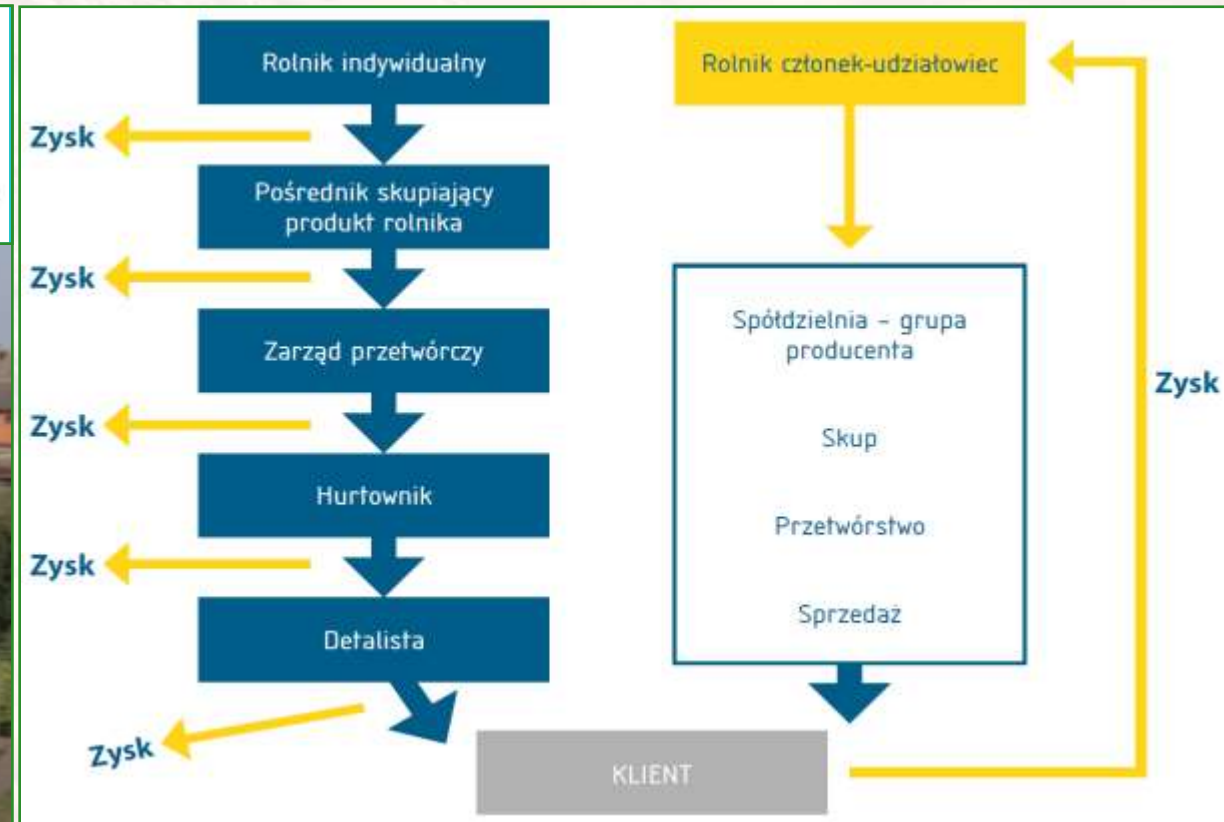 Rolnik indywidualny
Zysk
Pośrednik skupiający
produkt rolnika
Zysk
Zarząd przetwórczy
Zysk
Hurtownik
Zysk
Detalista
Zysk
Rolnik członek-udziałowiec
Spółdzielnia – grupa
producenta
Skup
Przetwórstwo
Sprzedaż
Zysk
KLIENT